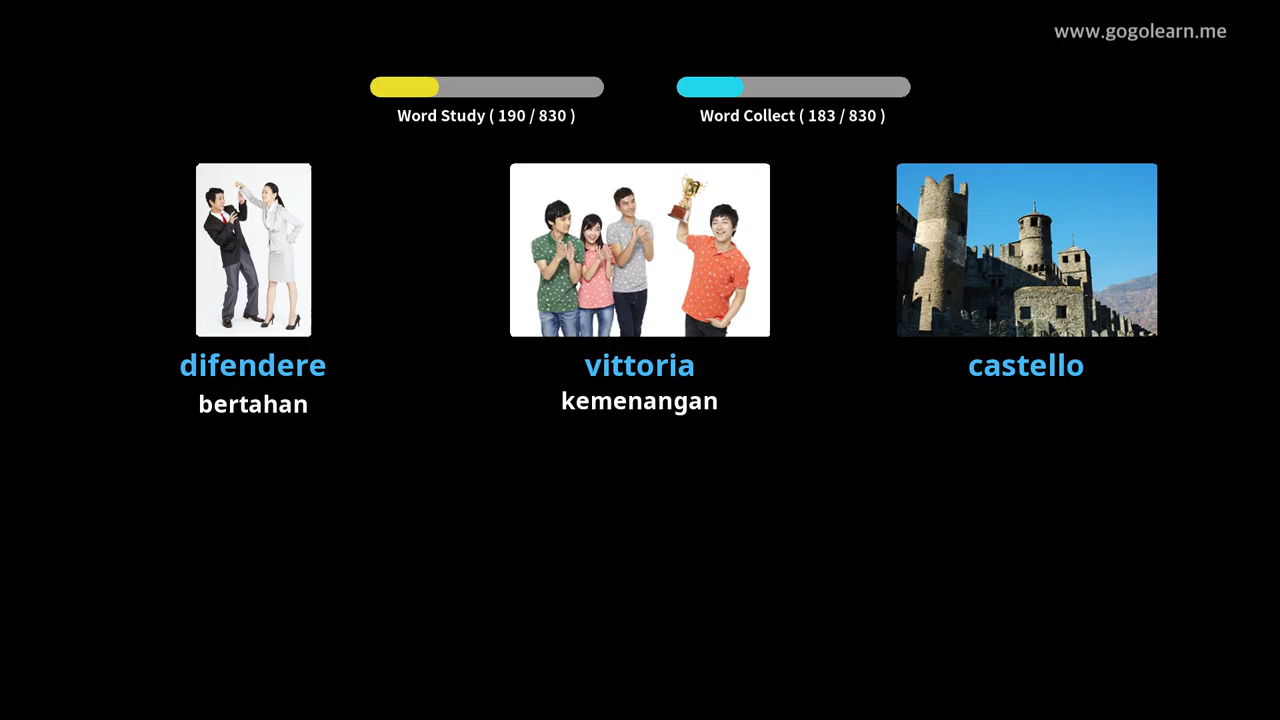 www.gogolearn.me
Word Study ( 190 / 830 )
Word Collect ( 183 / 830 )
difendere
bertahan
vittoria
kemenangan
castello